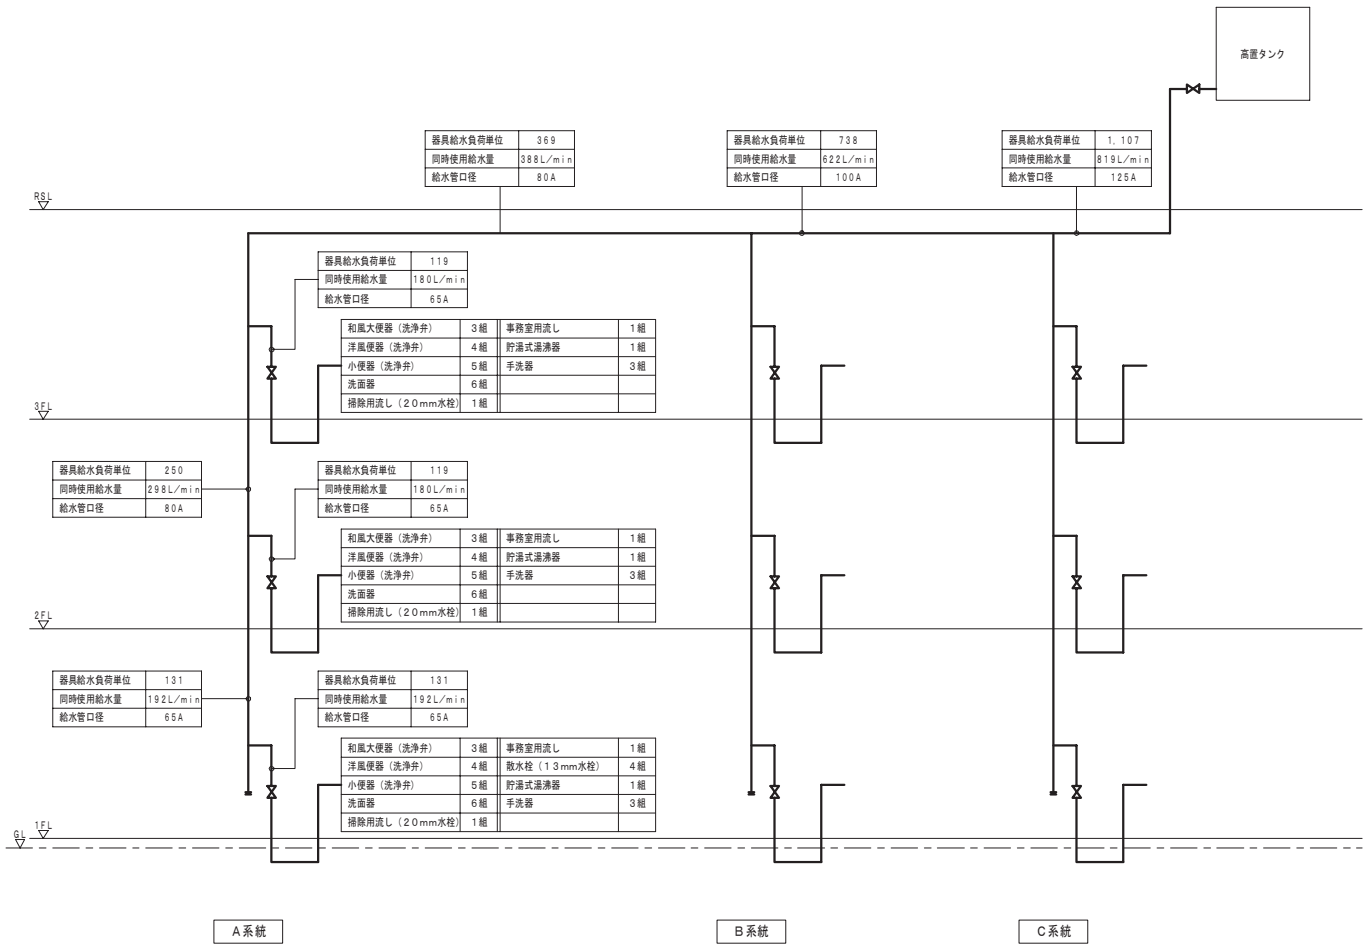 高置タンク
器具給水負荷単位 369
同時使用給水量 388L/min
給水管口径 80A
器具給水負荷単位 738
同時使用給水量 622L/min
給水管口径 100A
器具給水負荷単位 1,107
同時使用給水量 819L/min
給水管口径 125A
RSL
器具給水負荷単位 119
同時使用給水量 180L/min
給水管口径 65A
和風大便器(洗浄弁) 3組 事務室用流し 1組
洋風便器(洗浄弁) 4組 貯湯式湯沸器 1組
小便器(洗浄弁) 5組 手洗器 3組
洗面器 6組
掃除用流し(20mm水栓) 1組
3FL
器具給水負荷単位 250
同時使用給水量 298L/min
給水管口径 80A
器具給水負荷単位 119
同時使用給水量 180L/min
給水管口径 65A
和風大便器(洗浄弁) 3組 事務室用流し 1組
洋風便器(洗浄弁) 4組 貯湯式湯沸器 1組
小便器(洗浄弁) 5組 手洗器 3組
洗面器 6組
掃除用流し(20mm水栓) 1組
2FL
器具給水負荷単位 131
同時使用給水量 192L/min
給水管口径 65A
器具給水負荷単位 131
同時使用給水量 192L/min
給水管口径 65A
和風大便器(洗浄弁) 3組 事務室用流し 1組
洋風便器(洗浄弁) 4組 散水栓(13mm水栓) 4組
小便器(洗浄弁) 5組 貯湯式湯沸器 1組
洗面器 6組 手洗器 3組
掃除用流し(20mm水栓) 1組
1FL
GL
A系統
B系統
C系統